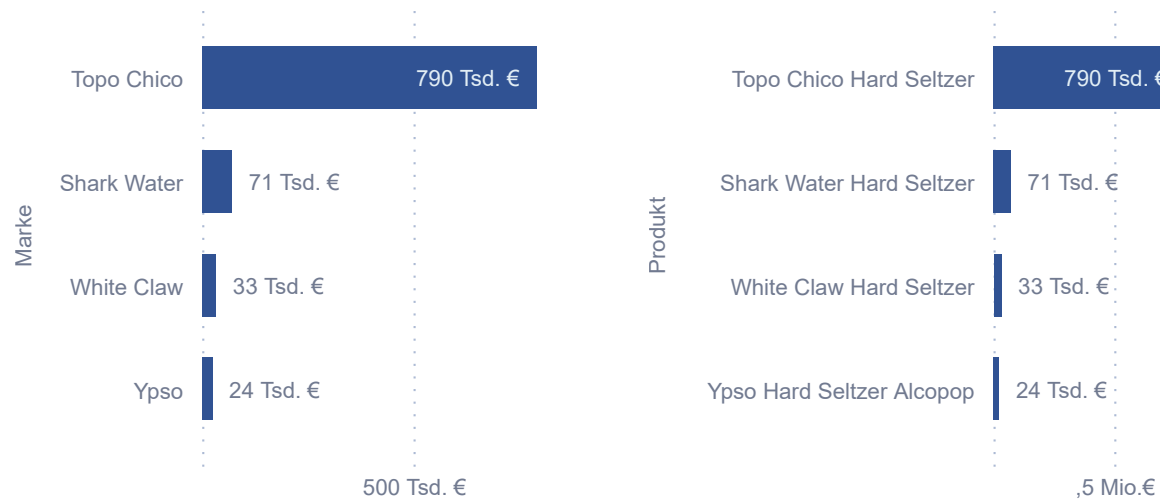 Marke
Topo Chico 790 Tsd. €
Shark Water 71 Tsd. €
White Claw 33 Tsd. €
Ypso 24 Tsd. €
500 Tsd. €
Produkt
Topo Chico Hard Seltzer 790 Tsd. €
Shark Water Hard Seltzer 71 Tsd. €
White Claw Hard Seltzer 33 Tsd. €
Ypso Hard Seltzer Alcopop 24 Tsd. €
,5 Mio.€